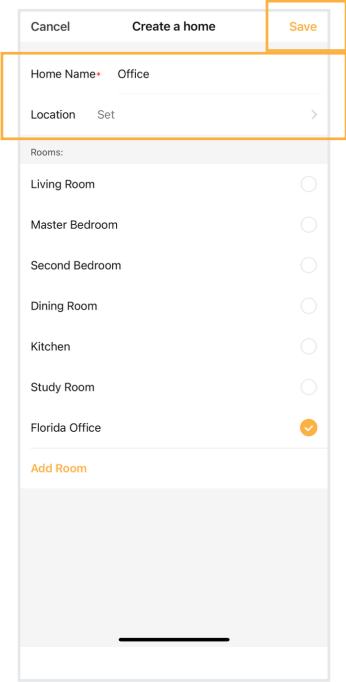 Cancel Create a home Save
Home Name* Office
Location Set
Rooms:
Living Room
Master Bedroom
Second Bedroom
Dining Room
Kitchen
Study Room
Florida Office
Add Room